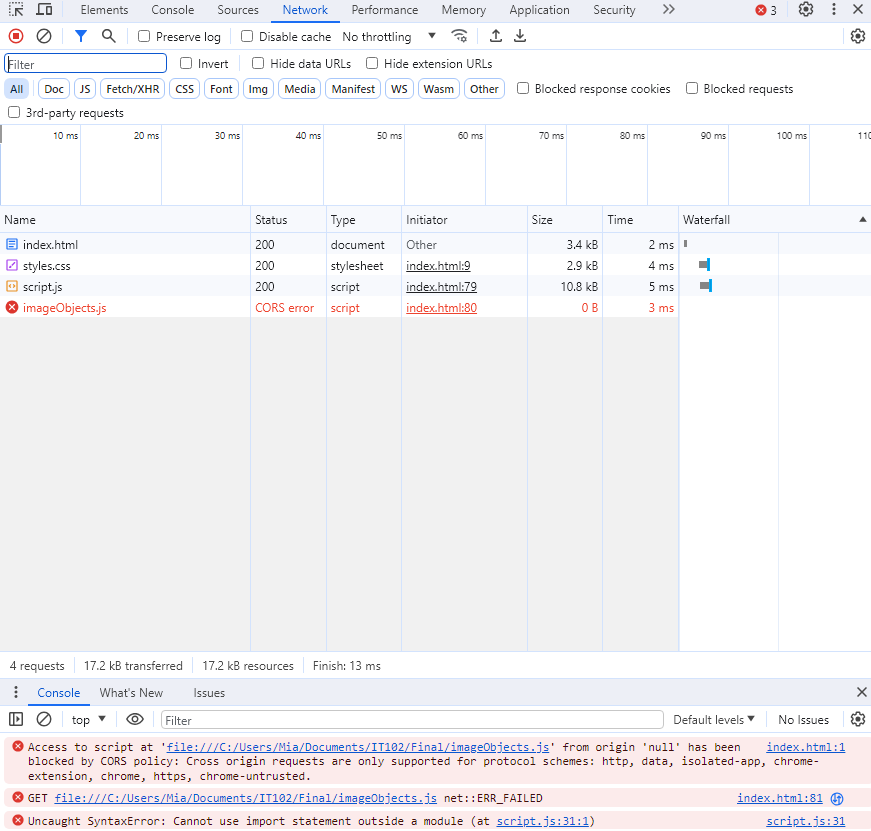 Elements Console Sources Network Performance Memory Application Security 3
Preserve log Disable cache No throttling
Filter Invert Hide data URLs Hide extension URLs
All Doc JS Fetch/XHR CSS Font Img Media Manifest WS Wasm Other Blocked response cookies Blocked requests
3rd-party requests
10 ms 20 ms 30 ms 40 ms 50 ms 60 ms 70 ms 80 ms 90 ms 100 ms 110
Name Status Type Initiator Size Time Waterfall
index.html 200 document Other 3.4 kB 2 ms
styles.css 200 stylesheet index.html:9 2.9 kB 4 ms
script.js 200 script index.html:79 10.8 kB 5 ms
imageObjects.js CORS error script index.html:80 0 B 3 ms
4 requests 17.2 kB transferred 17.2 kB resources Finish: 13 ms
Console What's New Issues
top Filter Default levels No Issues
Access to script at 'file:///C:/Users/Mia/Documents/IT102/Final/imageObjects.js' from origin 'null' has been index.html:1
blocked by CORS policy: Cross origin requests are only supported for protocol schemes: http, data, isolated-app, chrome-
extension, chrome, https, chrome-untrusted.
GET file:///C:/Users/Mia/Documents/IT102/Final/imageObjects.js net::ERR_FAILED index.html:81
Uncaught SyntaxError: Cannot use import statement outside a module (at script.js:31:1) script.js:31